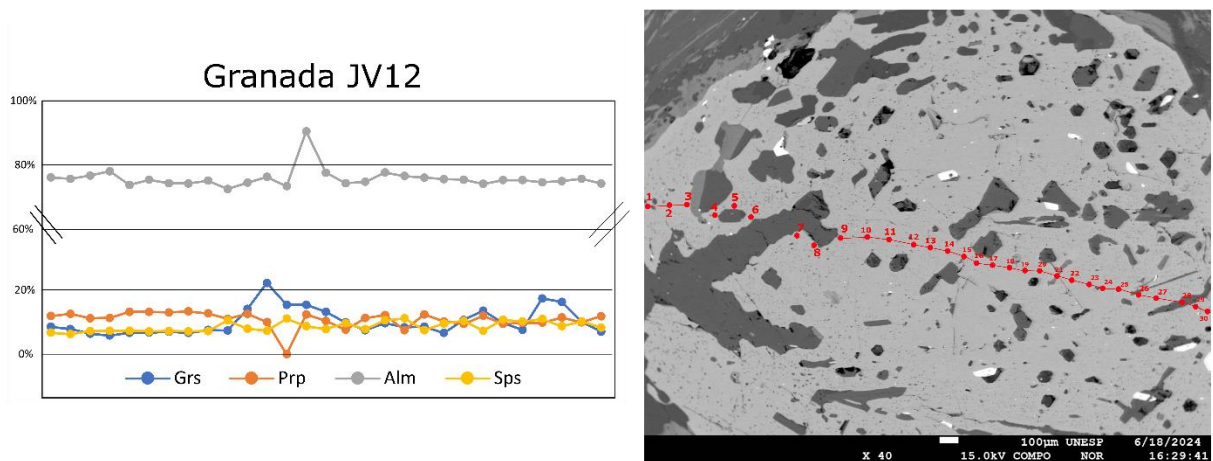 Granada JV12
100%
80%
60%
20%
0%
Grs Prp Alm Sps
1 2 3 4 5 6 7 8 9 10 11 12 13 14 15 16 17 18 19 20 21 22 23 24 25 26 27 28 29 30
100µm UNESP 6/18/2024
X 40 15.0kV COMPO NOR 16:29:41